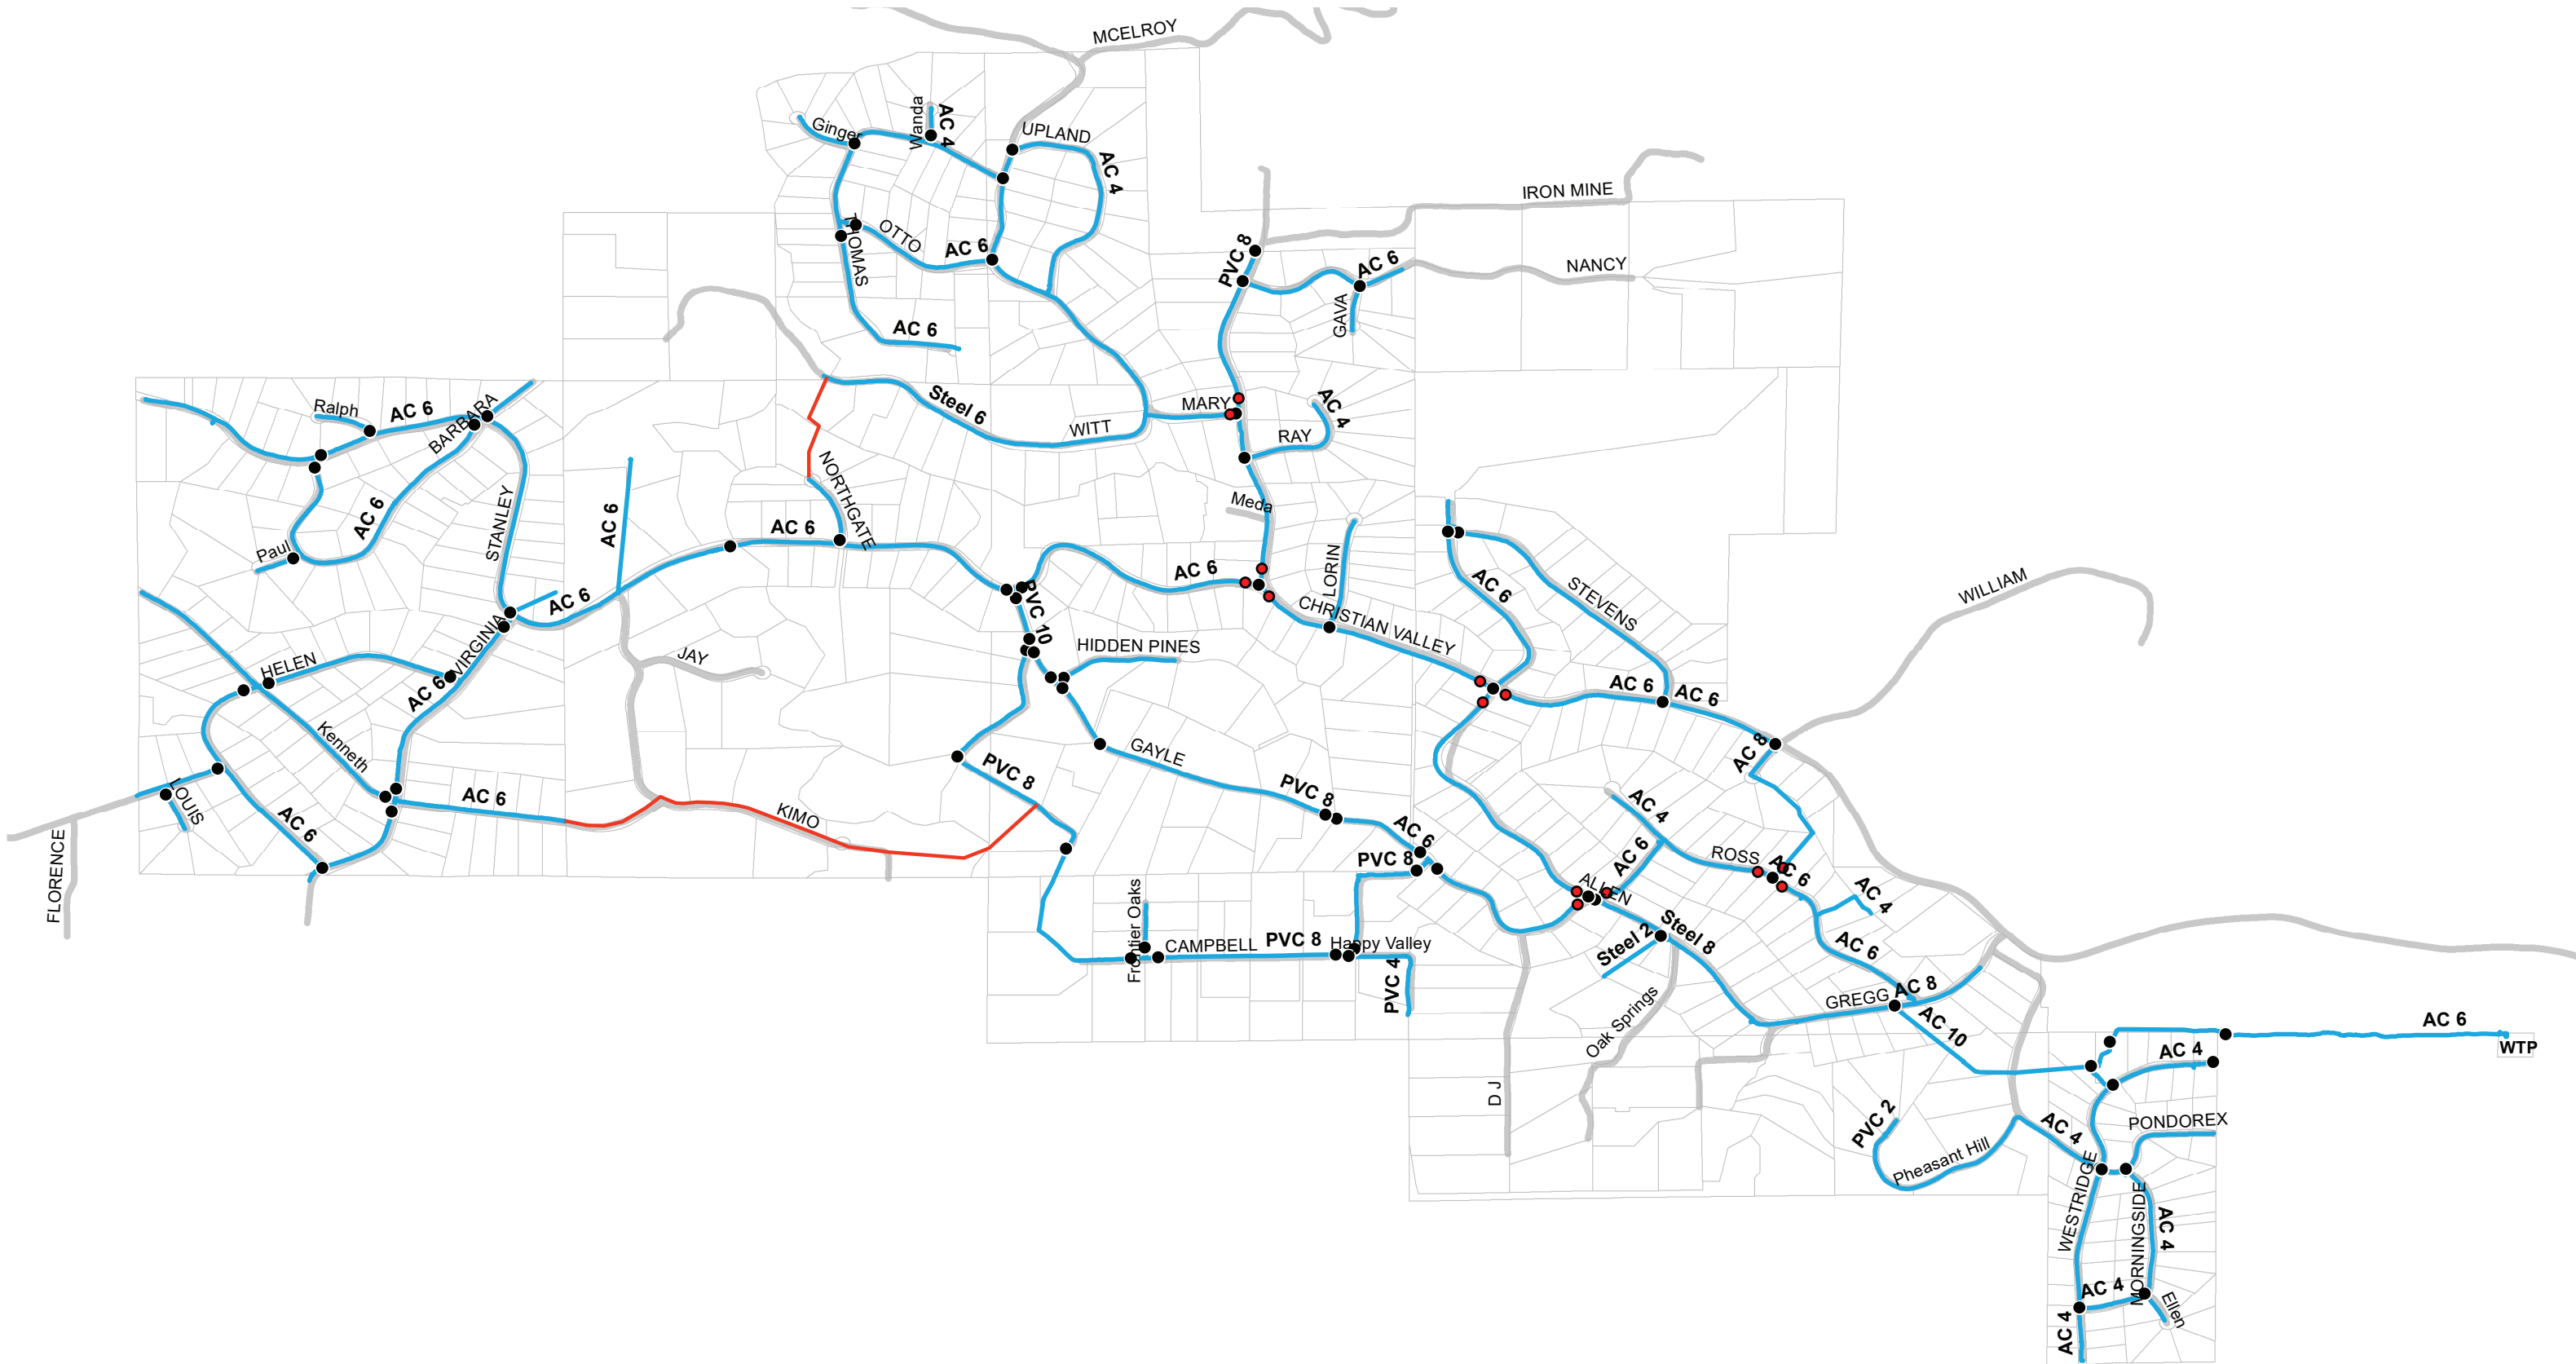 MCELROY
Wanda
AC 4
Ginger
UPLAND
AC 4
IRON MINE
THOMAS
OTTO
AC 6
PVC 8
AC 6
NANCY
GAVA
AC 6
Steel 6
MARY
AC 4
WITT
RAY
Ralph
AC 6
BARBARA
NORTHGATE
Meda
STANLEY
AC 6
AC 6
AC 6
Paul
AC 6
LORIN
AC 6
STEVENS
WILLIAM
AC 6
PVC 10
CHRISTIAN VALLEY
VIRGINIA
HIDDEN PINES
JAY
HELEN
AC 6
AC 6
AC 6
Kenneth
GAYLE
AC 8
PVC 8
PVC 8
LOUIS
AC 6
AC 6
KIMO
AC 4
AC 6
FLORENCE
PVC 8
AC 6
ROSS
AC 6
ALLEN
AC 4
Frontier Oaks
CAMPBELL
PVC 8
Happy Valley
Steel 2
Steel 8
AC 6
PVC 4
Oak Springs
GREGG
AC 8
AC 10
AC 6
WTP
AC 4
D J
PVC 2
AC 4
PONDOREX
Pheasant Hill
WESTRIDGE
MORNINGSIDE
AC 4
AC 4
Ellen
AC 4